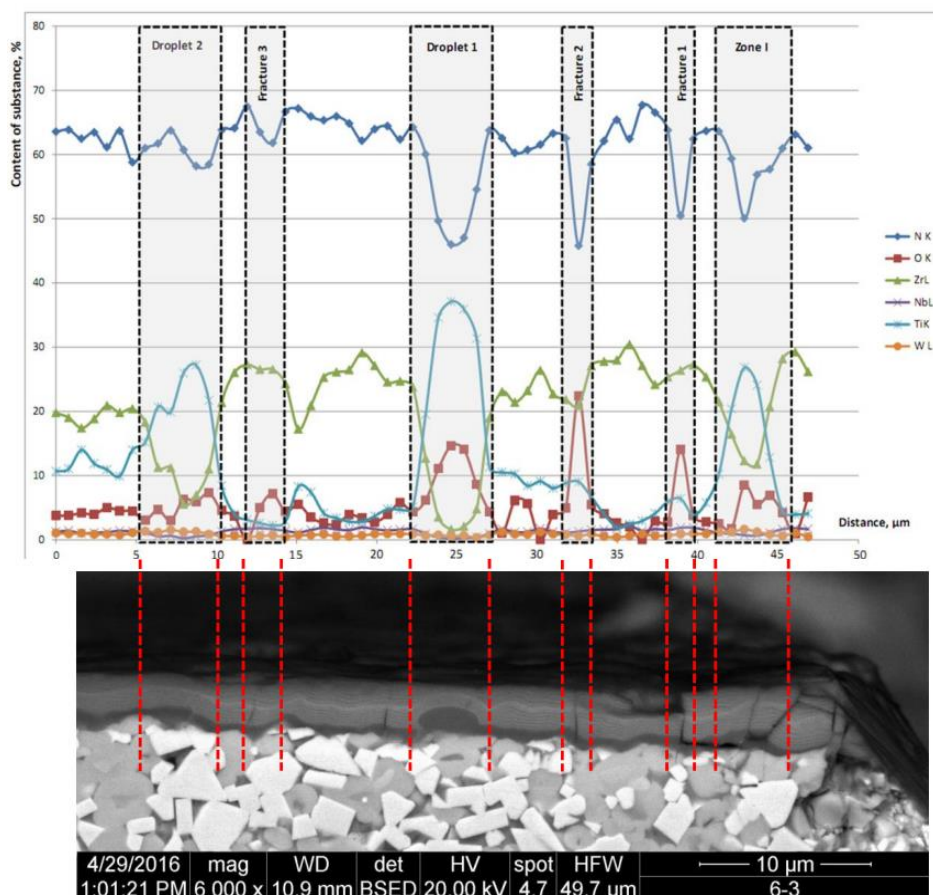 Content of substance, %
80
70
60
50
40
30
20
10
0
Droplet 2
Fracture 3
Droplet 1
Fracture 2
Fracture 1
Zone I
N K
O K
ZrL
NbL
TiK
W L
Distance, μm
0 5 10 15 20 25 30 35 40 45 50
4/29/2016 mag WD det HV spot HFW 10 μm
1:01:21 PM 6 000 x 10.9 mm BSED 20.00 kV 4.7 49.7 μm 6-3